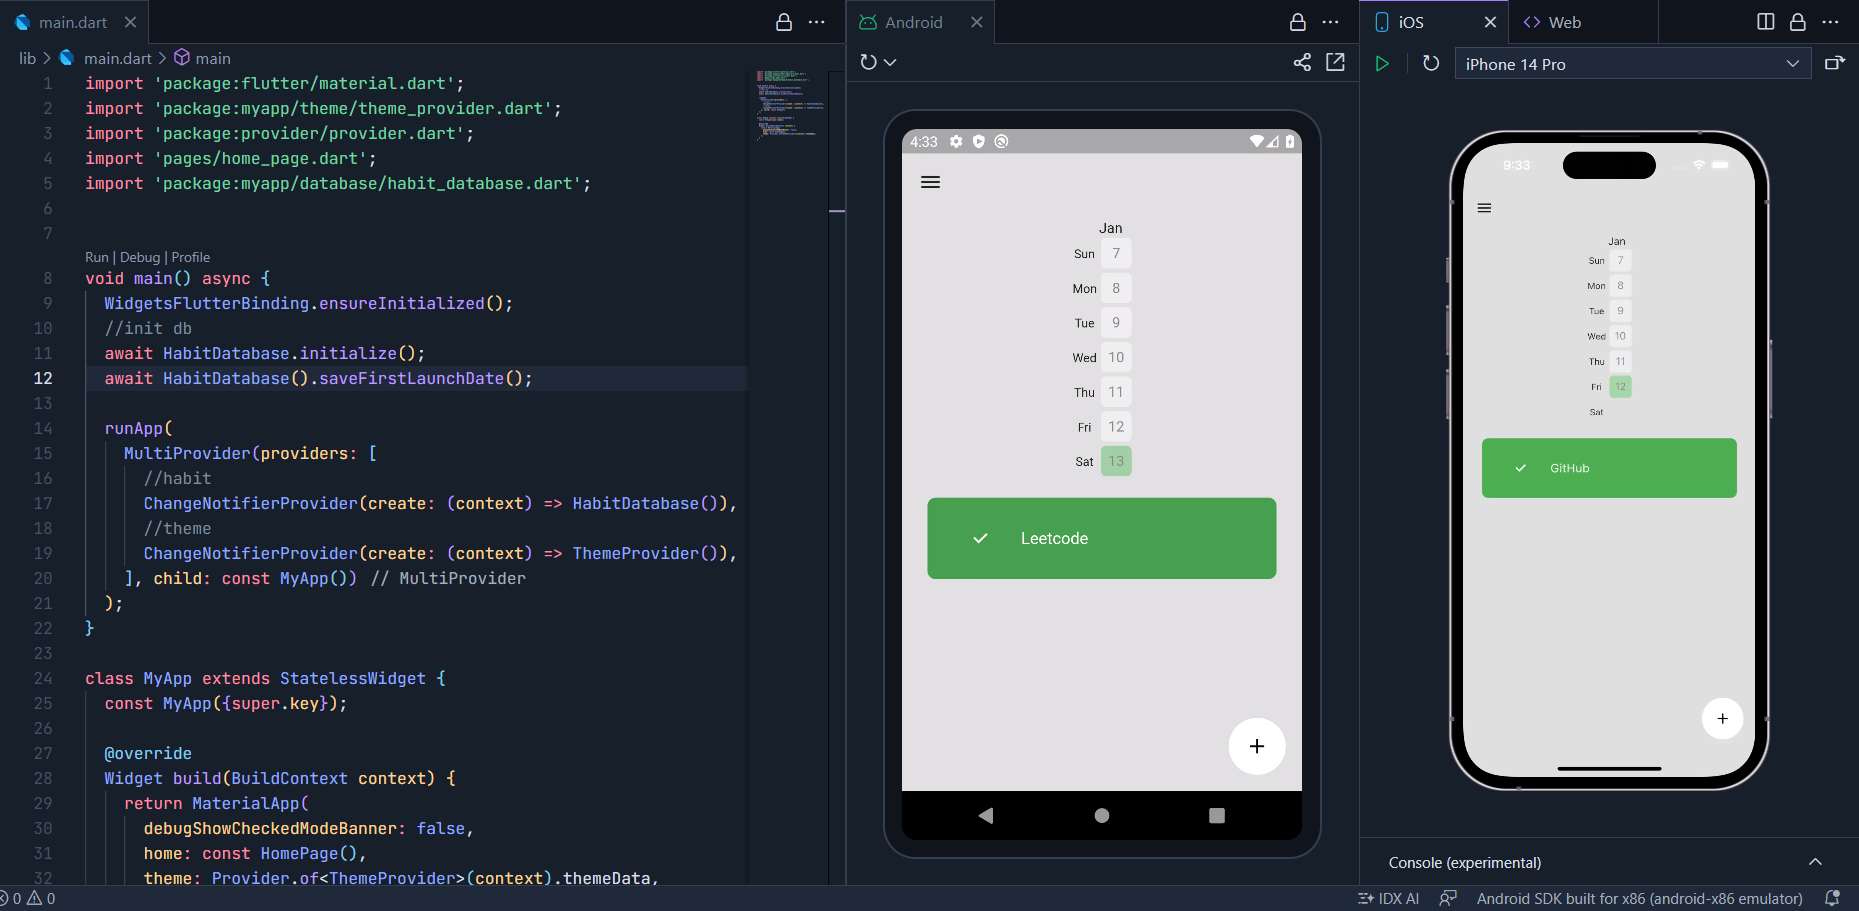 main.dart
lib > main.dart > main
1 import 'package:flutter/material.dart';
2 import 'package:myapp/theme/theme_provider.dart';
3 import 'package:provider/provider.dart';
4 import 'pages/home_page.dart';
5 import 'package:myapp/database/habit_database.dart';
6
7
Run | Debug | Profile
8 void main() async {
9 WidgetsFlutterBinding.ensureInitialized();
10 //init db
11 await HabitDatabase.initialize();
12 await HabitDatabase().saveFirstLaunchDate();
13
14 runApp(
15 MultiProvider(providers: [
16 //habit
17 ChangeNotifierProvider(create: (context) => HabitDatabase()),
18 //theme
19 ChangeNotifierProvider(create: (context) => ThemeProvider()),
20 ], child: const MyApp()) // MultiProvider
21 );
22 }
23
24 class MyApp extends StatelessWidget {
25 const MyApp({super.key});
26
27 @override
28 Widget build(BuildContext context) {
29 return MaterialApp(
30 debugShowCheckedModeBanner: false,
31 home: const HomePage(),
32 theme: Provider.of<ThemeProvider>(context).themeData,
Android
4:33
Jan
Sun 7
Mon 8
Tue 9
Wed 10
Thu 11
Fri 12
Sat 13
Leetcode
+
iOS
Web
iPhone 14 Pro
9:33
Jan
Sun 7
Mon 8
Tue 9
Wed 10
Thu 11
Fri 12
Sat
GitHub
+
Console (experimental)
0 0
IDX AI
Android SDK built for x86 (android-x86 emulator)